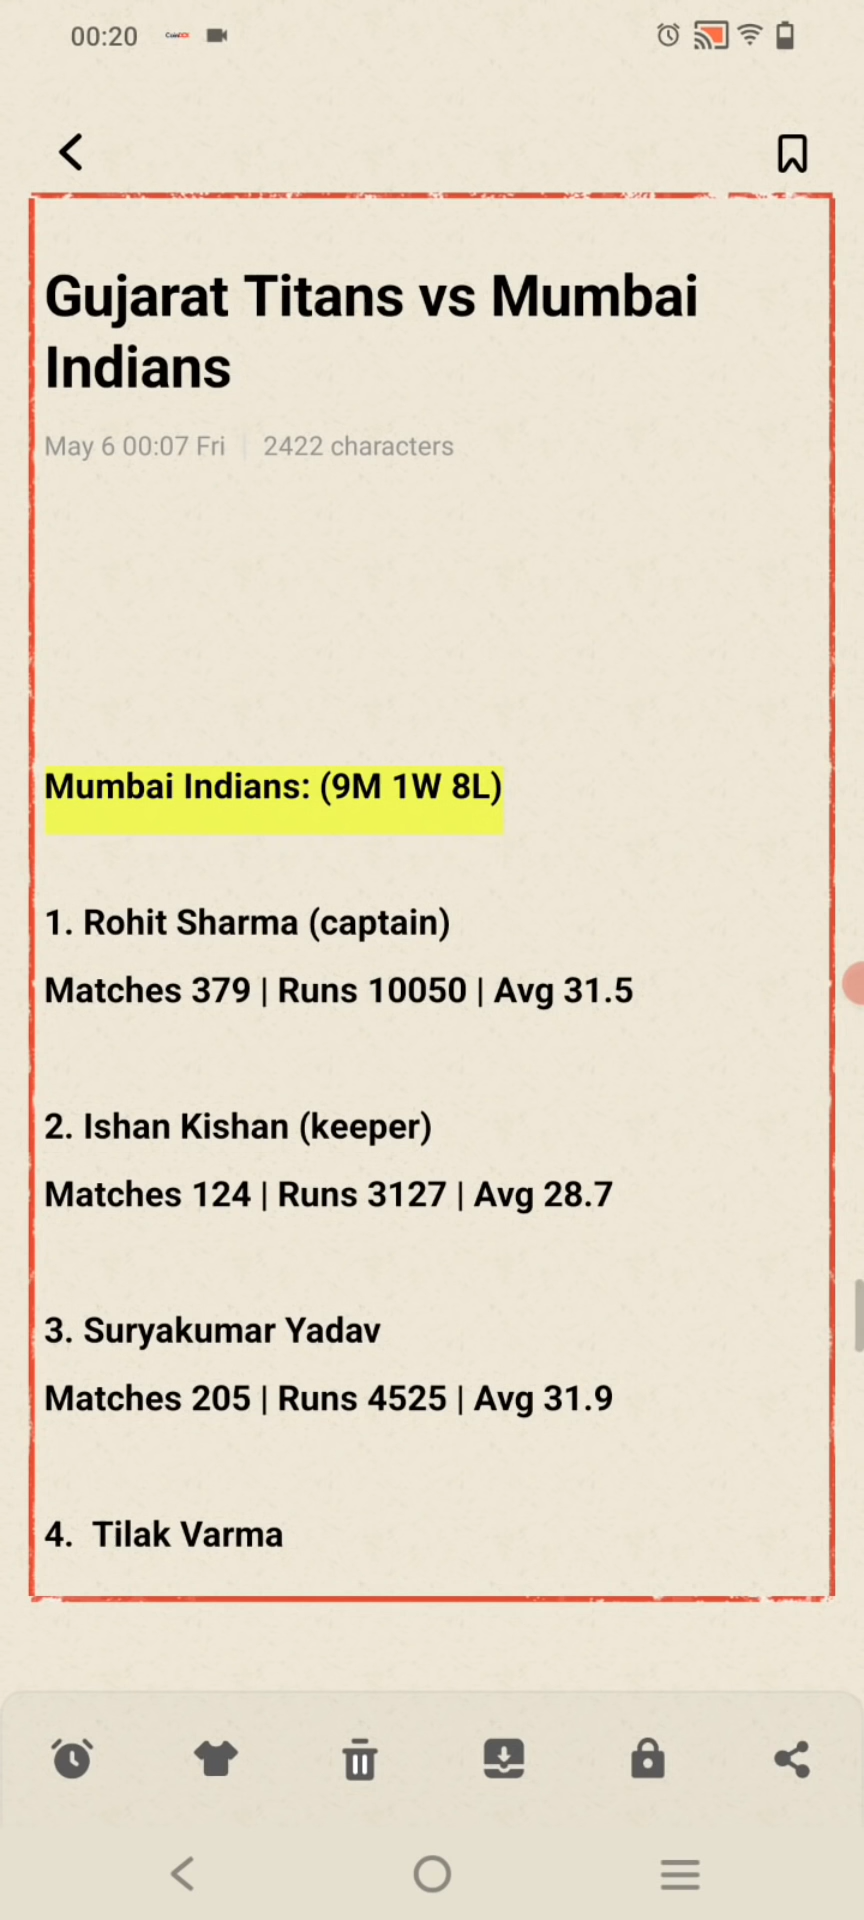 00:20
Gujarat Titans vs Mumbai
Indians
May 6 00:07 Fri | 2422 characters
Mumbai Indians: (9M 1W 8L)
1. Rohit Sharma (captain)
Matches 379 | Runs 10050 | Avg 31.5
2. Ishan Kishan (keeper)
Matches 124 | Runs 3127 | Avg 28.7
3. Suryakumar Yadav
Matches 205 | Runs 4525 | Avg 31.9
4. Tilak Varma